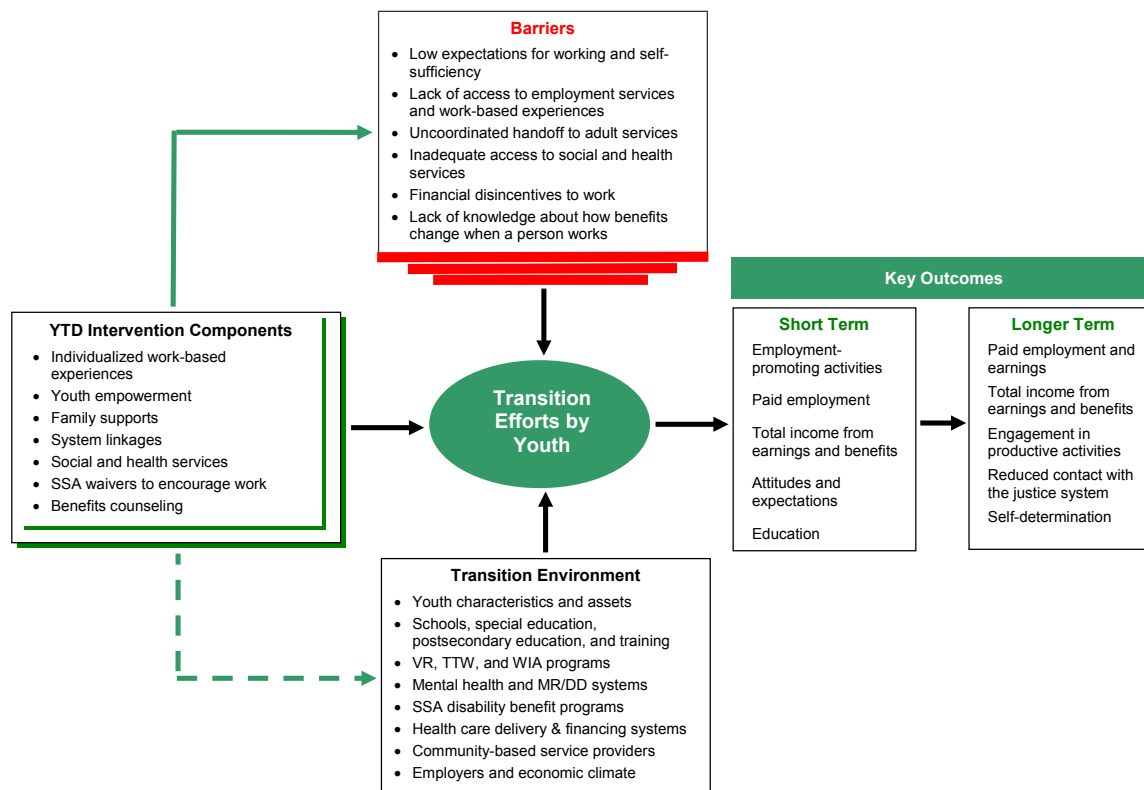 Barriers
• Low expectations for working and self-
sufficiency
• Lack of access to employment services
and work-based experiences
• Uncoordinated handoff to adult services
• Inadequate access to social and health
services
• Financial disincentives to work
• Lack of knowledge about how benefits
change when a person works
YTD Intervention Components
• Individualized work-based
experiences
• Youth empowerment
• Family supports
• System linkages
• Social and health services
• SSA waivers to encourage work
• Benefits counseling
Transition
Efforts by
Youth
Key Outcomes
Short Term
Employment-
promoting activities
Paid employment
Total income from
earnings and benefits
Attitudes and
expectations
Education
Longer Term
Paid employment and
earnings
Total income from
earnings and benefits
Engagement in
productive activities
Reduced contact with
the justice system
Self-determination
Transition Environment
• Youth characteristics and assets
• Schools, special education,
postsecondary education, and training
• VR, TTW, and WIA programs
• Mental health and MR/DD systems
• SSA disability benefit programs
• Health care delivery & financing systems
• Community-based service providers
• Employers and economic climate